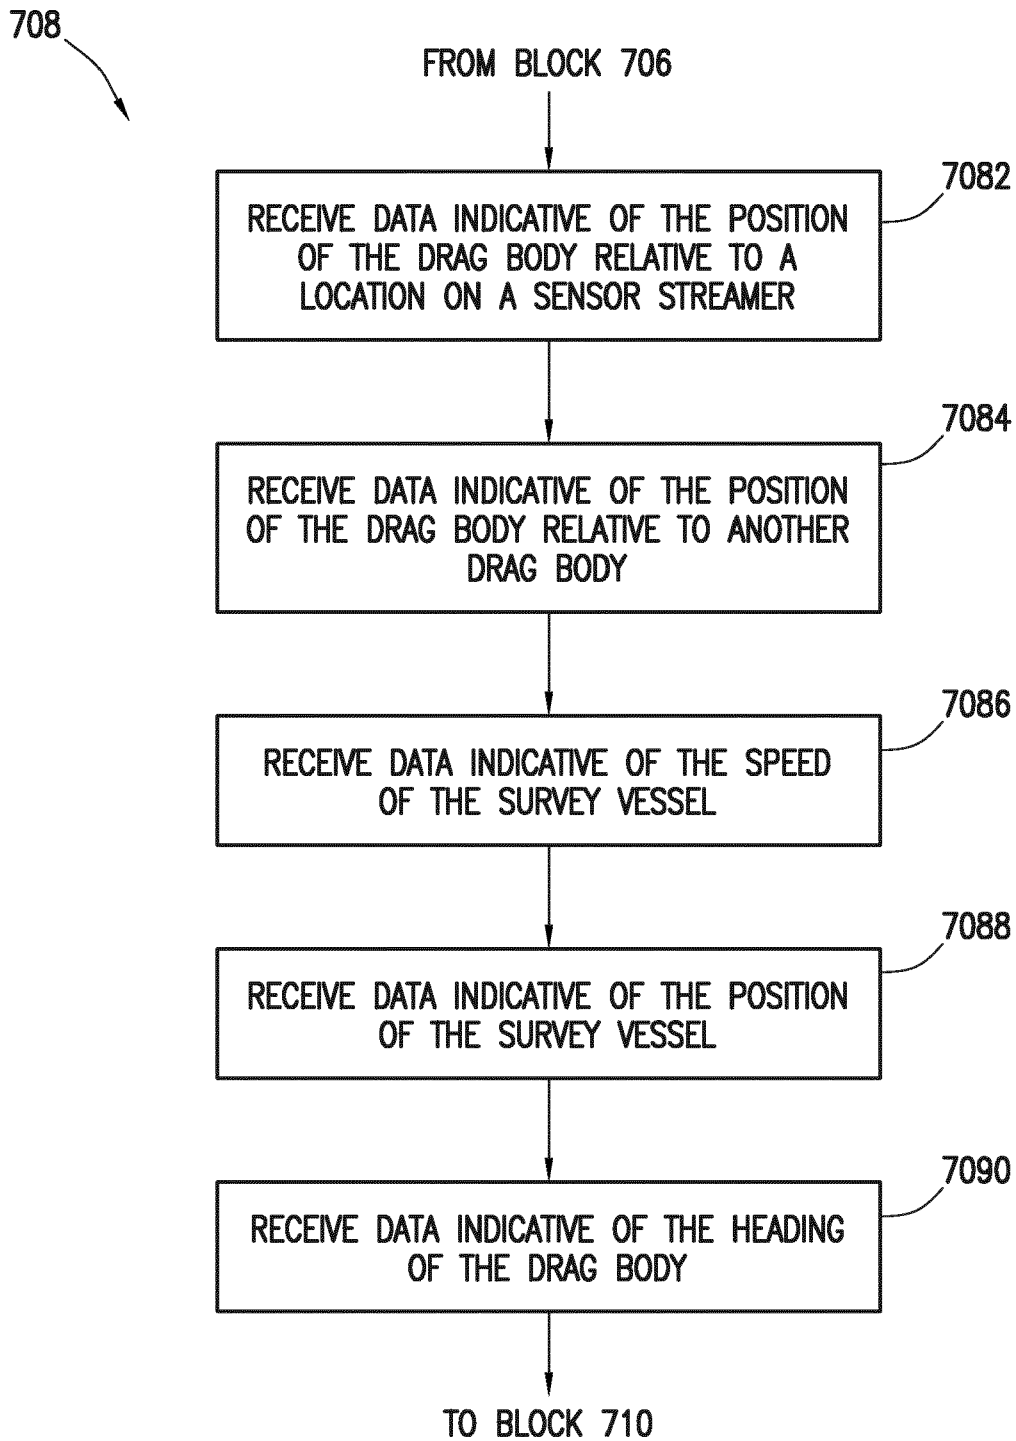 708
FROM BLOCK 706
7082
RECEIVE DATA INDICATIVE OF THE POSITION
OF THE DRAG BODY RELATIVE TO A
LOCATION ON A SENSOR STREAMER
7084
RECEIVE DATA INDICATIVE OF THE POSITION
OF THE DRAG BODY RELATIVE TO ANOTHER
DRAG BODY
7086
RECEIVE DATA INDICATIVE OF THE SPEED
OF THE SURVEY VESSEL
7088
RECEIVE DATA INDICATIVE OF THE POSITION
OF THE SURVEY VESSEL
7090
RECEIVE DATA INDICATIVE OF THE HEADING
OF THE DRAG BODY
TO BLOCK 710